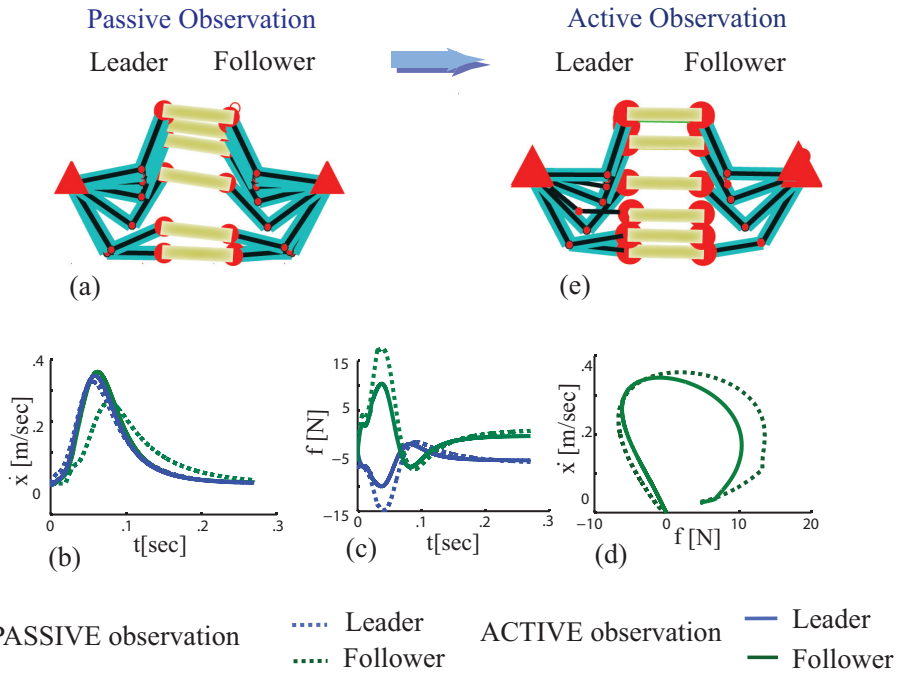 Passive Observation
Active Observation
Leader Follower
Leader Follower
(a)
(e)
.4
.2
0
ẋ [m/sec]
0 .1 .2 .3
t[sec]
(b)
15
5
−5
−15
f [N]
0 .1 .2 .3
t[sec]
(c)
.4
.2
0
ẋ [m/sec]
−10 0 10 20
f [N]
(d)
PASSIVE observation
Leader
Follower
ACTIVE observation
Leader
Follower